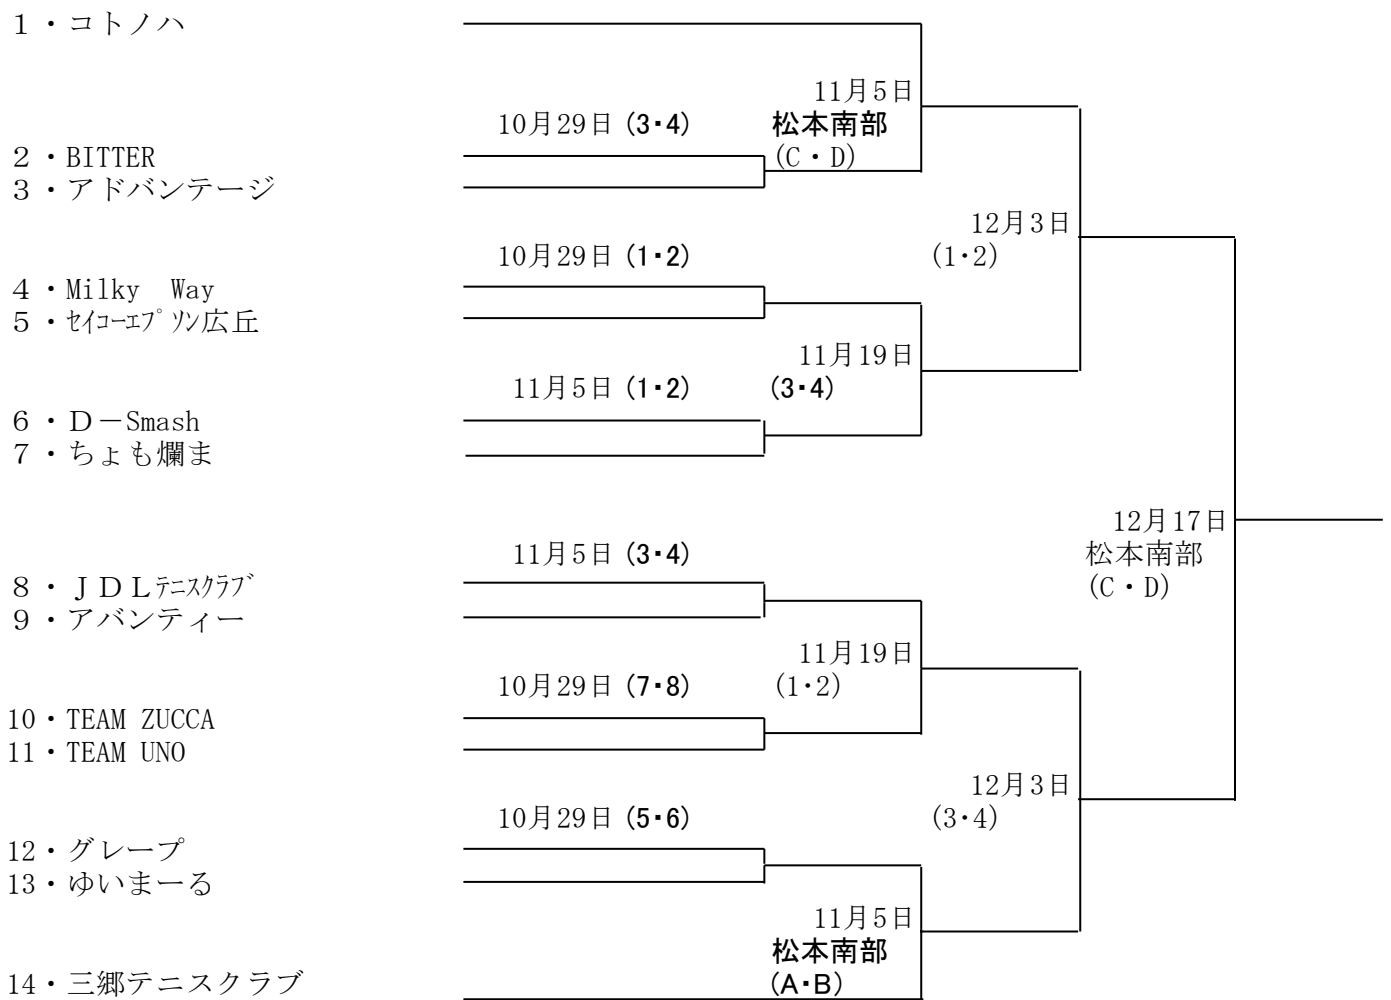 1・コトノハ
11月5日
10月29日 (3・4)
松本南部
(C・D)
2・BITTER
3・アドバンテージ
12月3日
(1・2)
10月29日 (1・2)
4・Milky　Way
5・ｾｲｺｰｴﾌﾟｿﾝ広丘
11月19日
(3・4)
11月5日 (1・2)
6・D－Smash
7・ちょも爛ま
12月17日
松本南部
(C・D)
11月5日 (3・4)
8・ＪＤＬﾃﾆｽｸﾗﾌﾞ
9・アバンティー
11月19日
(1・2)
10月29日 (7・8)
10・TEAM ZUCCA
11・TEAM UNO
12月3日
(3・4)
10月29日 (5・6)
12・グレープ
13・ゆいまーる
11月5日
松本南部
(A・B)
14・三郷テニスクラブ